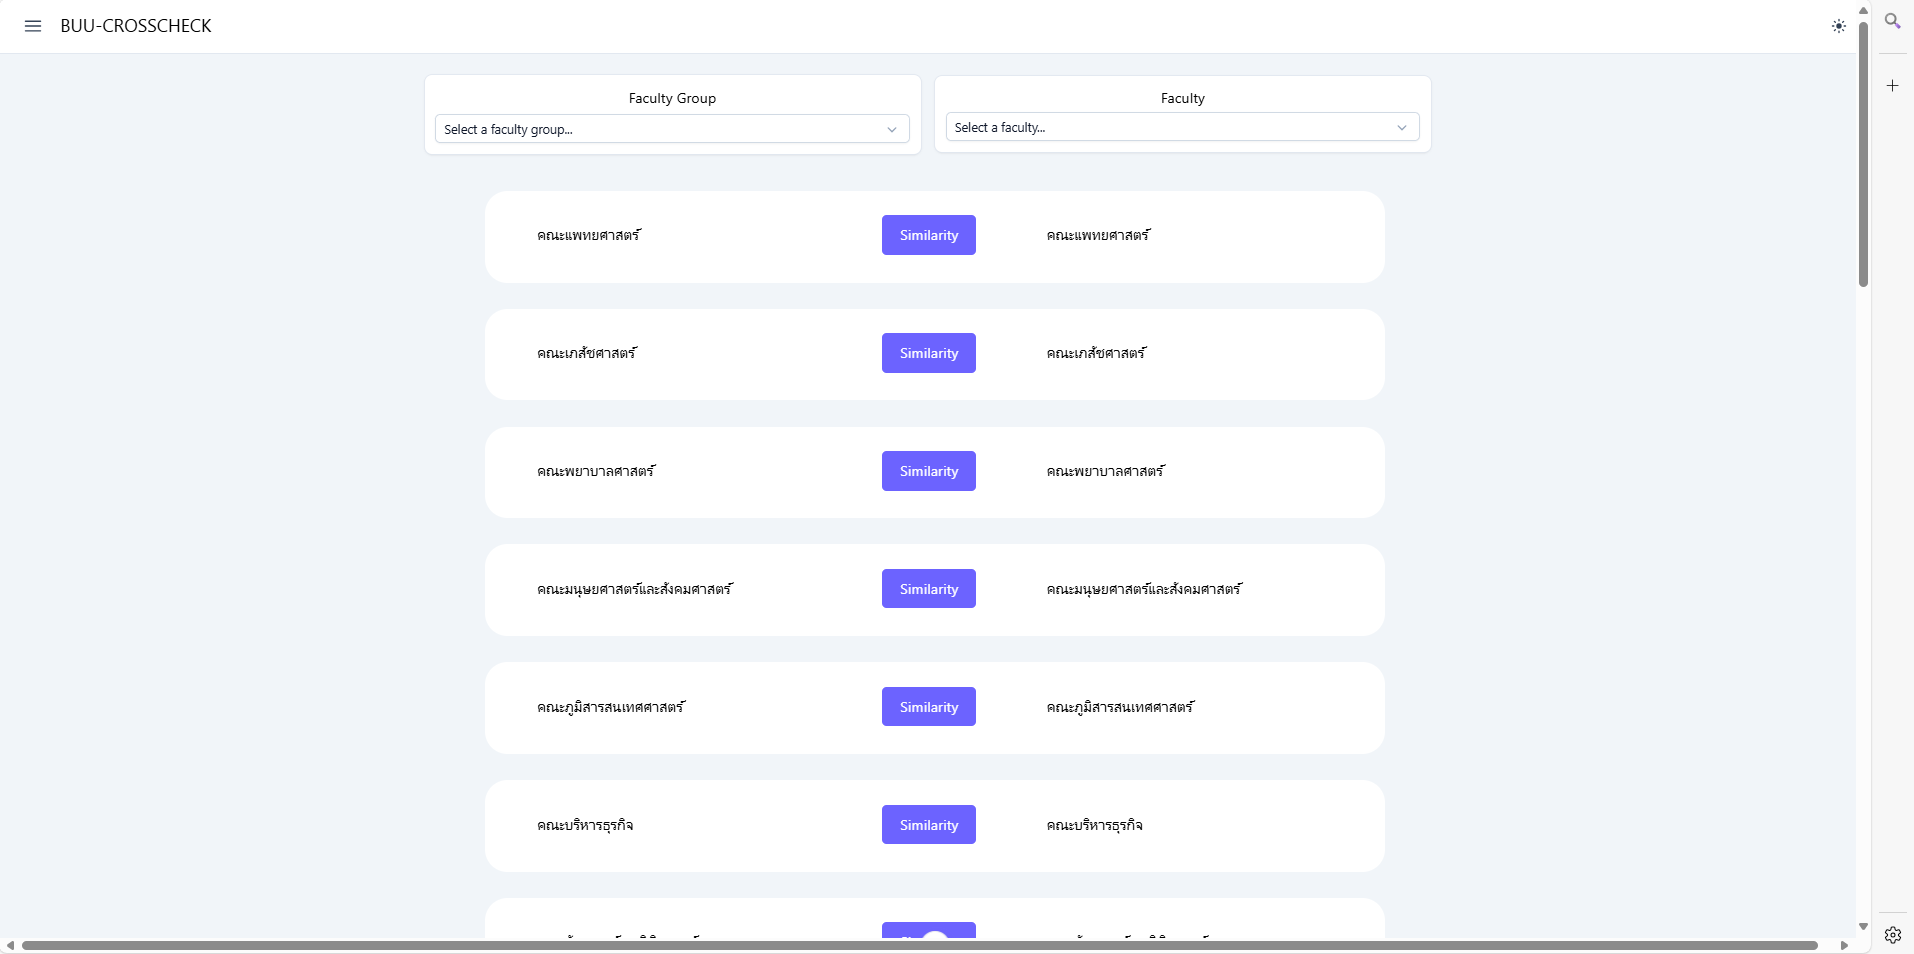 BUU-CROSSCHECK
Faculty Group
Faculty
Select a faculty group...
Select a faculty...
คณะแพทยศาสตร์
Similarity
คณะแพทยศาสตร์
คณะเภสัชศาสตร์
Similarity
คณะเภสัชศาสตร์
คณะพยาบาลศาสตร์
Similarity
คณะพยาบาลศาสตร์
คณะมนุษยศาสตร์และสังคมศาสตร์
Similarity
คณะมนุษยศาสตร์และสังคมศาสตร์
คณะภูมิสารสนเทศศาสตร์
Similarity
คณะภูมิสารสนเทศศาสตร์
คณะบริหารธุรกิจ
Similarity
คณะบริหารธุรกิจ